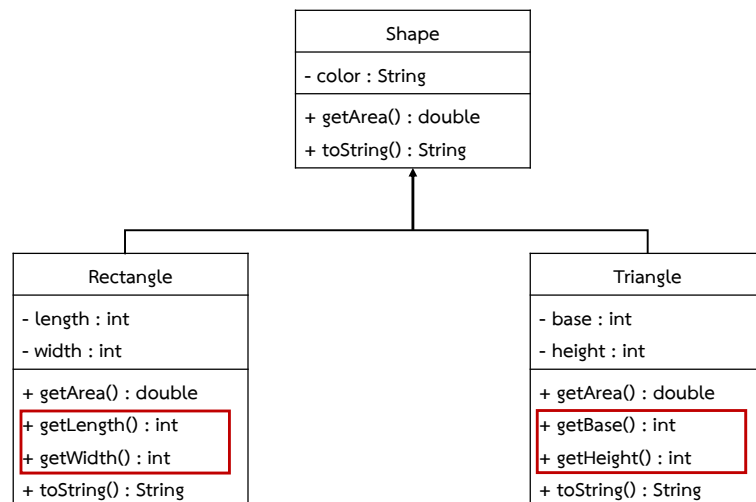 Shape
- color : String
+ getArea() : double
+ toString() : String
Rectangle
- length : int
- width : int
+ getArea() : double
+ getLength() : int
+ getWidth() : int
+ toString() : String
Triangle
- base : int
- height : int
+ getArea() : double
+ getBase() : int
+ getHeight() : int
+ toString() : String